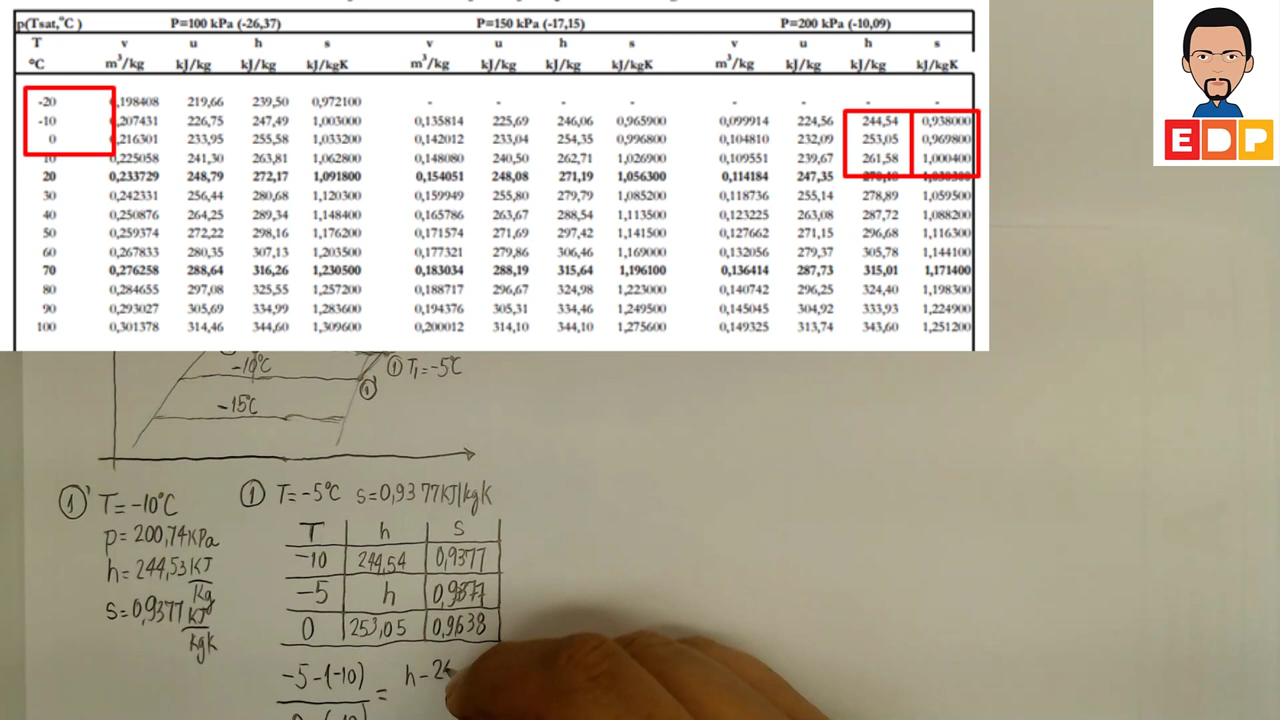 p(Tsat,°C) P=100 kPa (-26,37) P=150 kPa (-17,15) P=200 kPa (-10,09)
T v u h s v u h s v u h s
°C m³/kg kJ/kg kJ/kg kJ/kgK m³/kg kJ/kg kJ/kg kJ/kgK m³/kg kJ/kg kJ/kg kJ/kgK
-20 ,198408 219,66 239,50 0,972100 - - - - - - - -
-10 ,207431 226,75 247,49 1,003000 0,135814 225,69 246,06 0,965900 0,099914 224,56 244,54 0,938000
0 ,216301 233,95 255,58 1,033200 0,142012 233,04 254,35 0,996800 0,104810 232,09 253,05 0,969800
10 0,225058 241,30 263,81 1,062800 0,148080 240,50 262,71 1,026900 0,109551 239,67 261,58 1,000400
20 0,233729 248,79 272,17 1,091800 0,154051 248,08 271,19 1,056300 0,114184 247,35
30 0,242331 256,44 280,68 1,120300 0,159949 255,80 279,79 1,085200 0,118736 255,14 278,89 1,059500
40 0,250876 264,25 289,34 1,148400 0,165786 263,67 288,54 1,113500 0,123225 263,08 287,72 1,088200
50 0,259374 272,22 298,16 1,176200 0,171574 271,69 297,42 1,141500 0,127662 271,15 296,68 1,116300
60 0,267833 280,35 307,13 1,203500 0,177321 279,86 306,46 1,169000 0,132056 279,37 305,78 1,144100
70 0,276258 288,64 316,26 1,230500 0,183034 288,19 315,64 1,196100 0,136414 287,73 315,01 1,171400
80 0,284655 297,08 325,55 1,257200 0,188717 296,67 324,98 1,223000 0,140742 296,25 324,40 1,198300
90 0,293027 305,69 334,99 1,283600 0,194376 305,31 334,46 1,249500 0,145045 304,92 333,93 1,224900
100 0,301378 314,46 344,60 1,309600 0,200012 314,10 344,10 1,275600 0,149325 313,74 343,60 1,251200
EDP
-10°C
① T₁=-5°C
①'
-15°C
①' T=-10°C
p=200,74KPa
h=244,53KJ/Kg
s=0,9377KJ/kgK
① T=-5°C s=0,9377KJ/kgK
T h S
-10 244,54 0,9377
-5 h 0,9377
0 253,05 0,9638
-5-(-10) = h-24